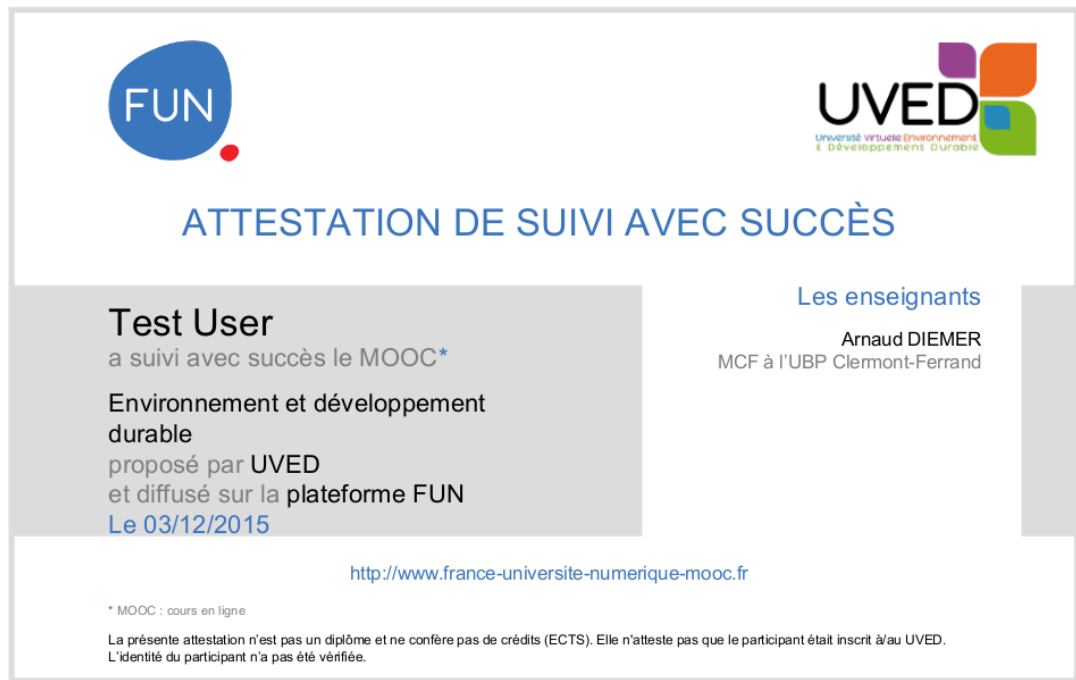 FUN
UVED
Université Virtuelle Environnement
& Développement Durable
ATTESTATION DE SUIVI AVEC SUCCÈS
Test User
a suivi avec succès le MOOC*
Environnement et développement
durable
proposé par UVED
et diffusé sur la plateforme FUN
Le 03/12/2015
Les enseignants
Arnaud DIEMER
MCF à l’UBP Clermont-Ferrand
http://www.france-universite-numerique-mooc.fr
* MOOC : cours en ligne
La présente attestation n’est pas un diplôme et ne confère pas de crédits (ECTS). Elle n'atteste pas que le participant était inscrit à/au UVED.
L’identité du participant n’a pas été vérifiée.